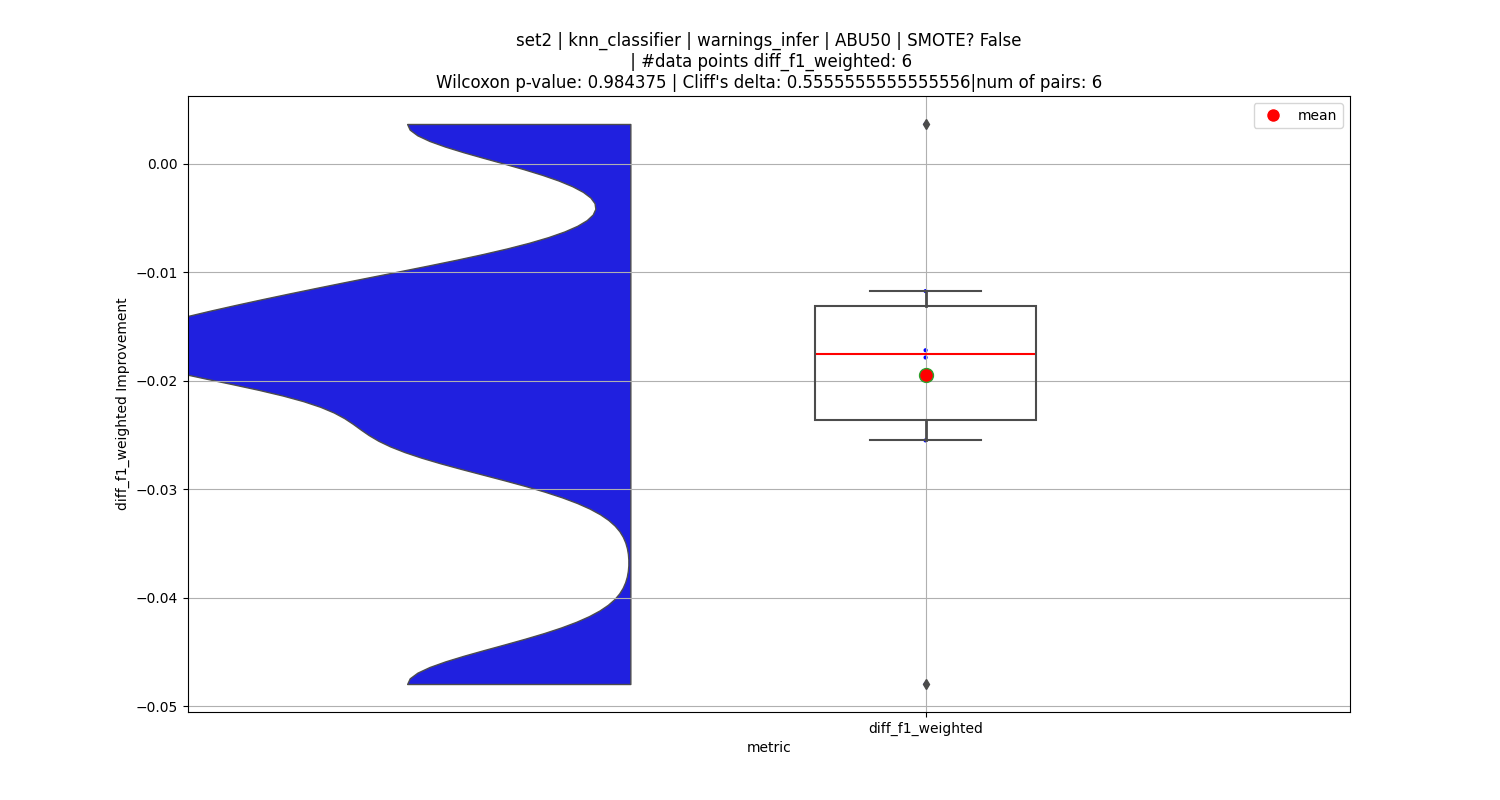 set2 | knn_classifier | warnings_infer | ABU50 | SMOTE? False
| #data points diff_f1_weighted: 6
Wilcoxon p-value: 0.984375 | Cliff's delta: 0.5555555555555556|num of pairs: 6
mean
0.00
−0.01
−0.02
−0.03
−0.04
−0.05
diff_f1_weighted Improvement
diff_f1_weighted
metric